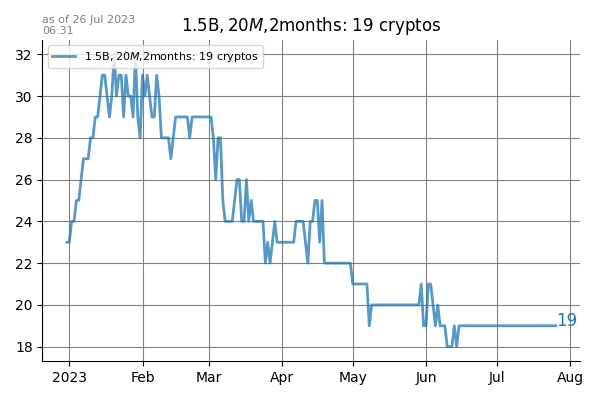 as of 26 Jul 2023
06:31
1.5B, 20M,2months: 19 cryptos
1.5B, 20M,2months: 19 cryptos
32
30
28
26
24
22
20
18
19
2023 Feb Mar Apr May Jun Jul Aug